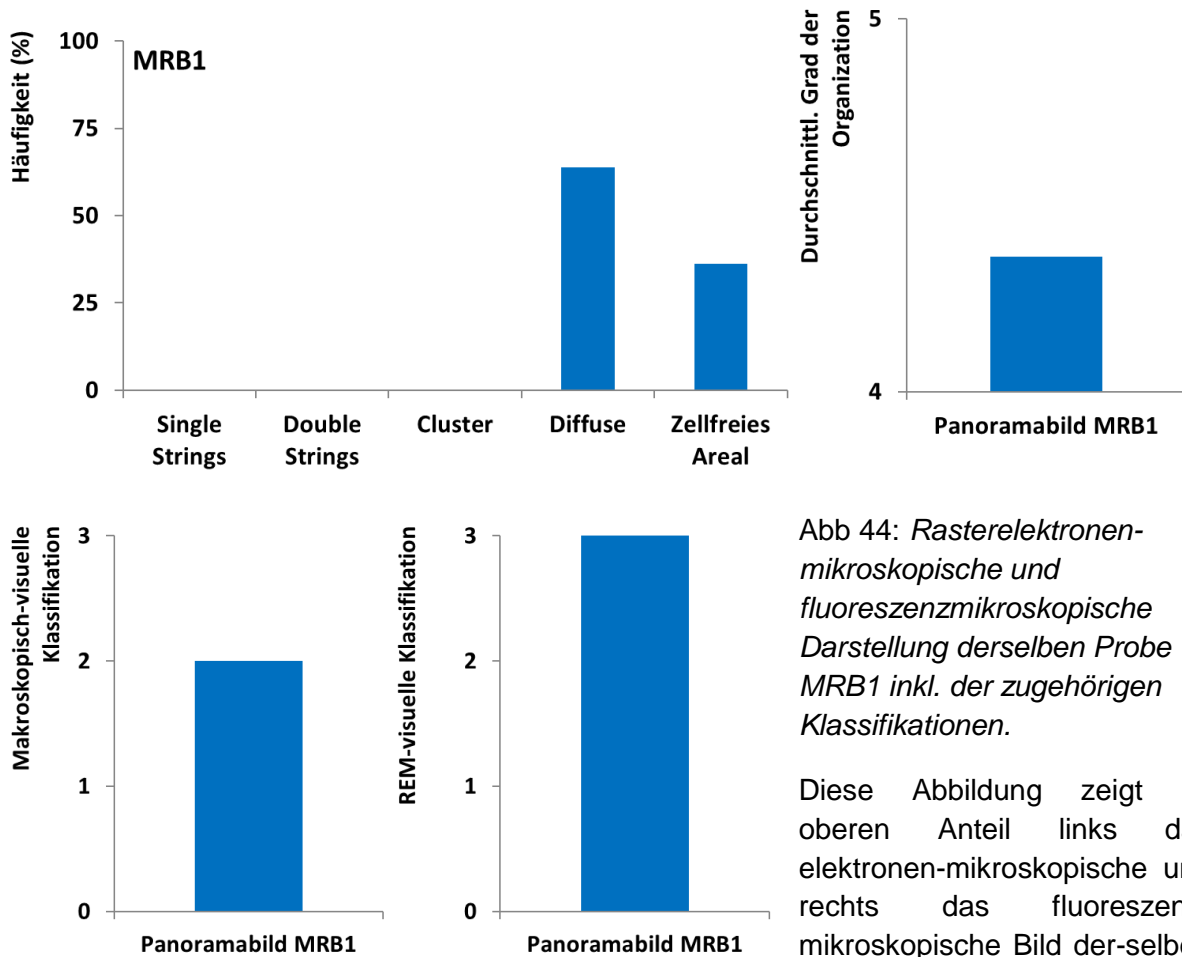 Häufigkeit (%)
100
75
50
25
0
MRB1
Single
Strings
Double
Strings
Cluster
Diffuse
Zellfreies
Areal
Durchschnittl. Grad der
Organization
5
4
Panoramabild MRB1
Makroskopisch-visuelle
Klassifikation
3
2
1
0
Panoramabild MRB1
REM-visuelle Klassifikation
3
2
1
0
Panoramabild MRB1
Abb 44: Rasterelektronen-
mikroskopische und
fluoreszenzmikroskopische
Darstellung derselben Probe
MRB1 inkl. der zugehörigen
Klassifikationen.
Diese Abbildung zeigt
oberen Anteil links
elektronen-mikroskopische
rechts das
mikroskopische Bild